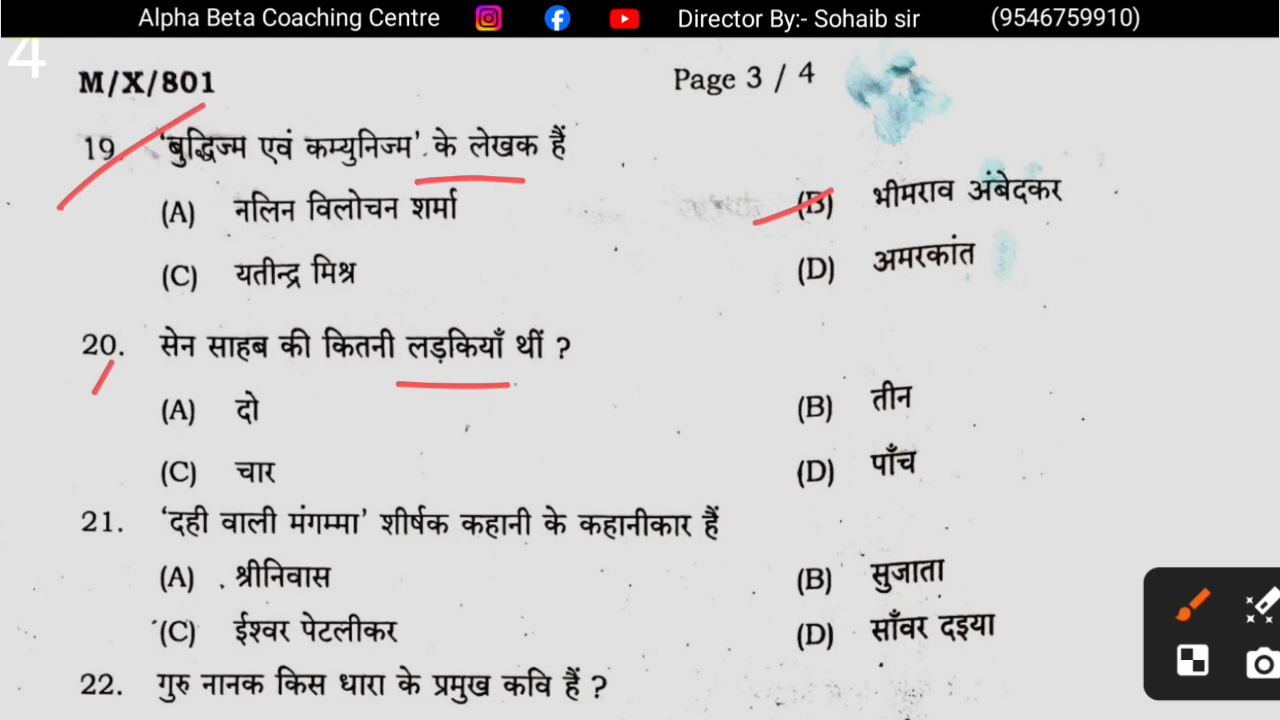 Alpha Beta Coaching Centre Director By:- Sohaib sir (9546759910)
4
M/X/801 Page 3 / 4
19. 'बुद्धिज्म एवं कम्युनिज्म' के लेखक हैं
(A) नलिन विलोचन शर्मा (B) भीमराव अंबेदकर
(C) यतीन्द्र मिश्र (D) अमरकांत
20. सेन साहब की कितनी लड़कियाँ थीं ?
(A) दो (B) तीन
(C) चार (D) पाँच
21. 'दही वाली मंगम्मा' शीर्षक कहानी के कहानीकार हैं
(A) श्रीनिवास (B) सुजाता
(C) ईश्वर पेटलीकर (D) साँवर दइया
22. गुरु नानक किस धारा के प्रमुख कवि हैं ?